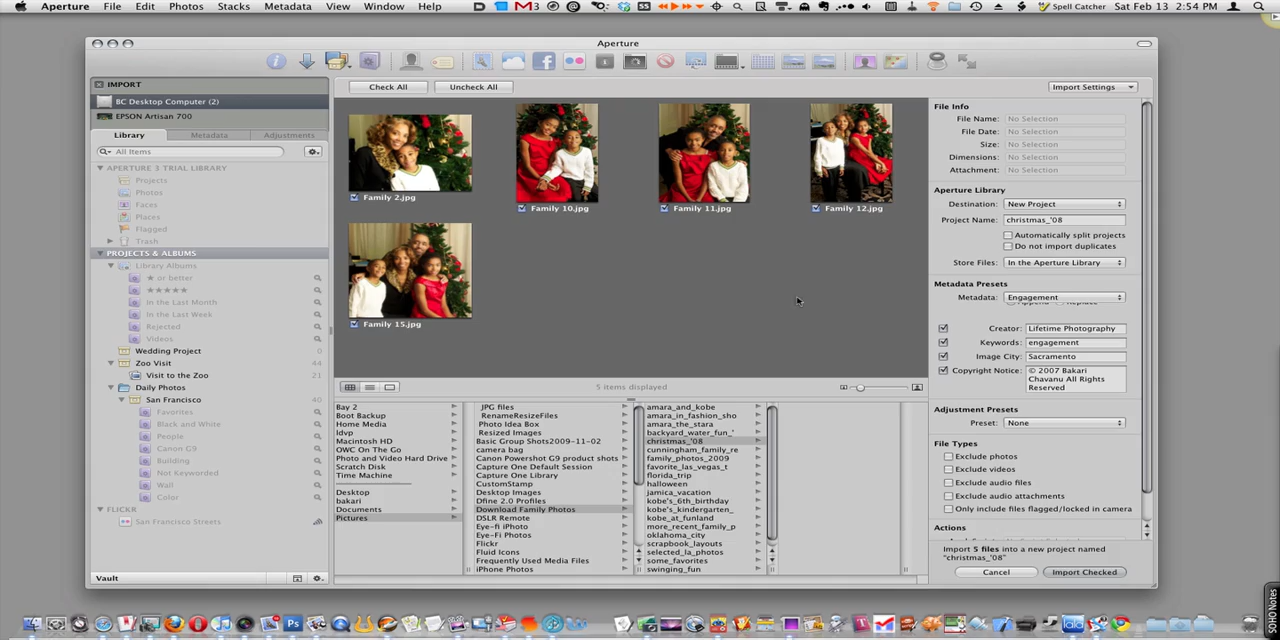 Aperture File Edit Photos Stacks Metadata View Window Help Spell Catcher Sat Feb 13 2:54 PM
Aperture
IMPORT
BC Desktop Computer (2)
EPSON Artisan 700
Library Metadata Adjustments
All Items
APERTURE 3 TRIAL LIBRARY
Projects
Photos
Faces
Places
Flagged
Trash
PROJECTS & ALBUMS
Library Albums
★ or better
★★★★★
In the Last Month
In the Last Week
Rejected
Videos
Wedding Project 0
Zoo Visit 44
Visit to the Zoo 21
Daily Photos
San Francisco
Favorites
Black and White
People
Canon G9
Building
Not Keyworded
Wall
Color
FLICKR
San Francisco Streets
Vault
Check All Uncheck All Import Settings
Family 2.jpg
Family 10.jpg
Family 11.jpg
Family 12.jpg
Family 15.jpg
5 items displayed
Bay 2
Boot Backup
Home Media
ldvp
Macintosh HD
OWC On The Go
Photo and Video Hard Drive
Scratch Disk
Time Machine
Desktop
bakari
Documents
Pictures
JPG files
RenameResizeFiles
Photo Idea Box
Resized Images
Basic Group Shots2009-11-02
camera bag
Canon Powershot G9 product shots
Capture One Default Session
Capture One Library
CustomStamp
Desktop Images
Dfine 2.0 Profiles
Download Family Photos
DSLR Remote
Eye-fi iPhoto
Eye-Fi Photos
Flickr
Fluid Icons
Frequently Used Media Files
iPhone Photos
amara_and_kobe
amara_in_fashion_sho
amara_the_stara
backyard_water_fun_'
christmas_'08
cunningham_family_re
family_photos_2009
favorite_las_vegas_t
florida_trip
halloween
jamica_vacation
kobe's_6th_birthday
kobe's_kindergarten_
kobe_at_funland
more_recent_family_p
oklahoma_city
scrapbook_layouts
selected_la_photos
some_favorites
swinging_fun
File Info
File Name: No Selection
File Date: No Selection
Size: No Selection
Dimensions: No Selection
Attachment: No Selection
Aperture Library
Destination: New Project
Project Name: christmas_'08
Automatically split projects
Do not import duplicates
Store Files: In the Aperture Library
Metadata Presets
Metadata: Engagement
Creator: Lifetime Photography
Keywords: engagement
Image City: Sacramento
Copyright Notice: © 2007 Bakari
Chavanu All Rights
Reserved
Adjustment Presets
Preset: None
File Types
Exclude photos
Exclude videos
Exclude audio files
Exclude audio attachments
Only include files flagged/locked in camera
Actions
Import 5 files into a new project named
"christmas_'08"
Cancel Import Checked
SOHO Notes